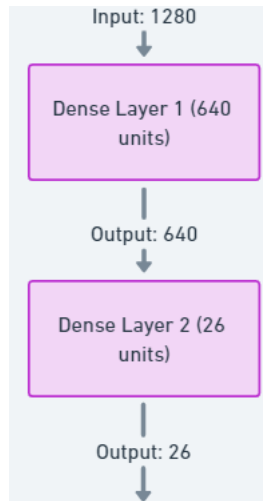 Input: 1280
Dense Layer 1 (640
units)
Output: 640
Dense Layer 2 (26
units)
Output: 26